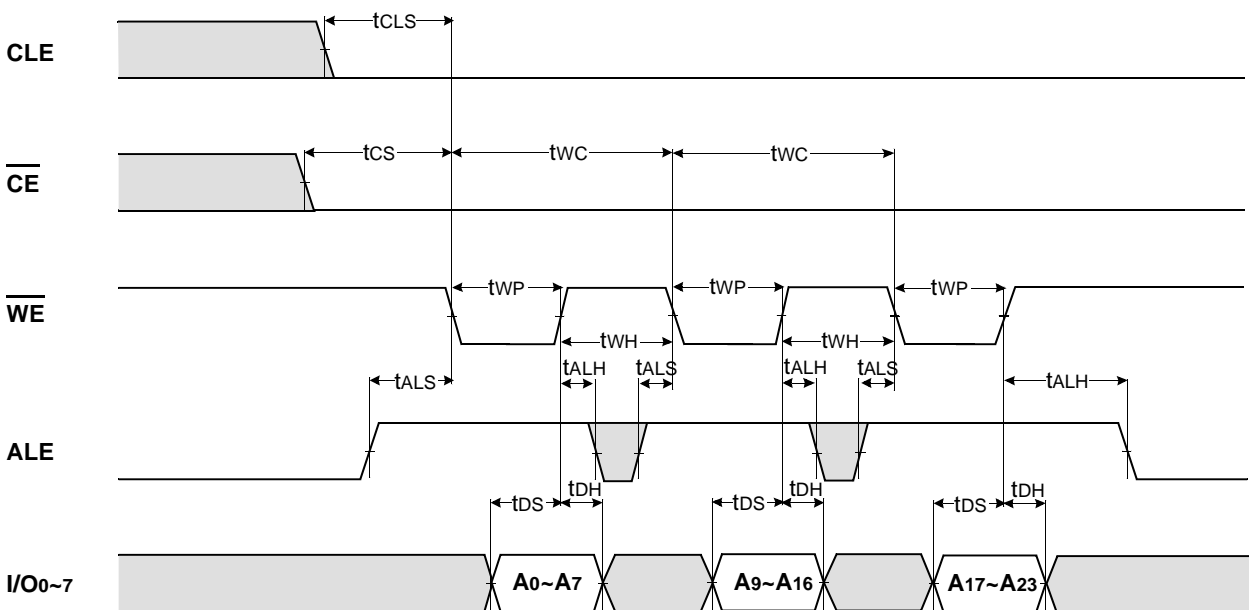 CLE
tCLS
CE
tCS
tWC
tWC
WE
tWP
tWP
tWP
tWH
tWH
tALS
tALH
tALS
tALH
tALS
tALH
ALE
tDS
tDH
tDS
tDH
tDS
tDH
I/O0~7
A0~A7
A9~A16
A17~A23